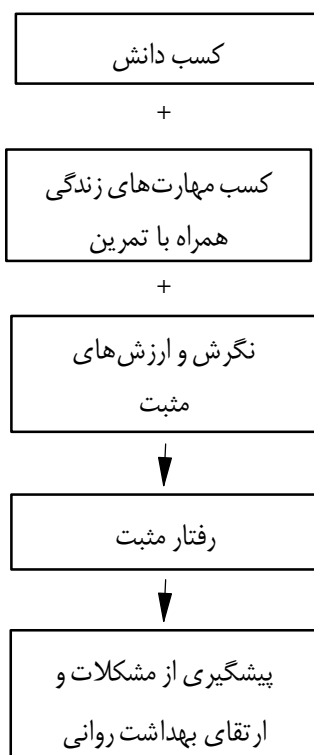 کسب دانش
+
کسب مهارت‌های زندگی
همراه با تمرین
+
نگرش و ارزش‌های
مثبت
رفتار مثبت
پیشگیری از مشکلات و
ارتقای بهداشت روانی